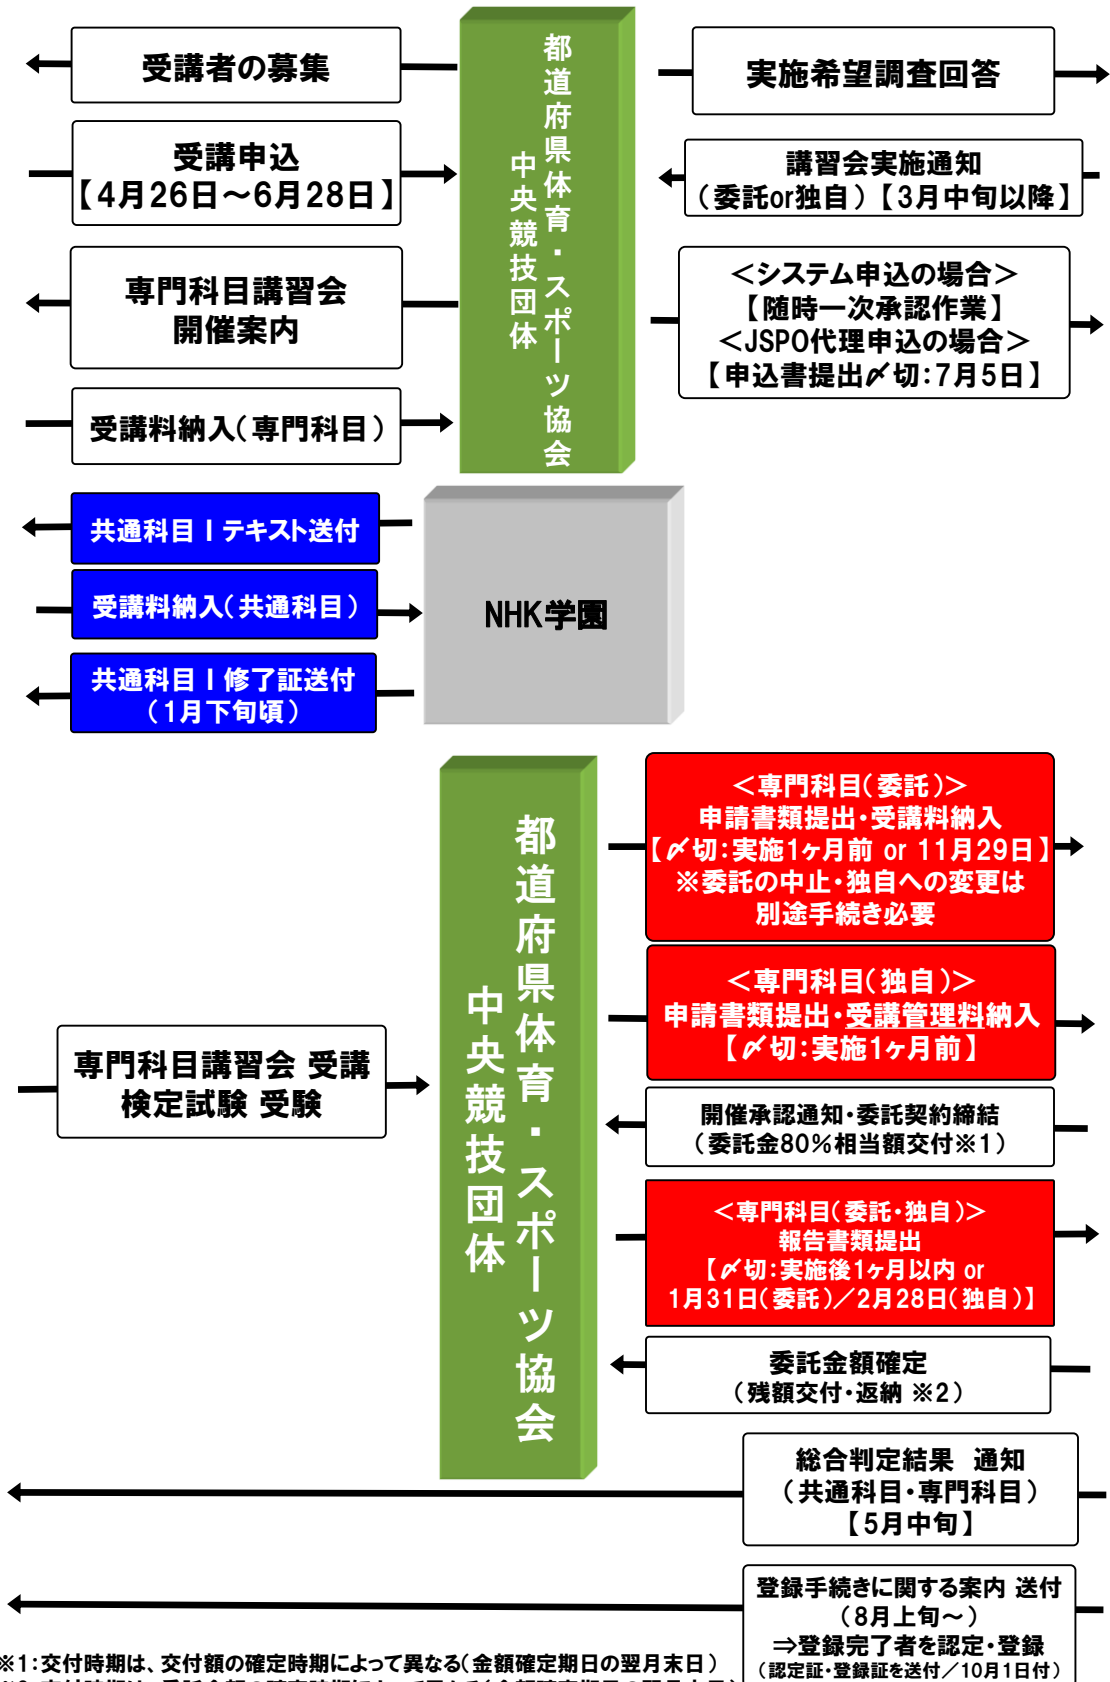 受講者の募集
受講申込
【4月26日～6月28日】
専門科目講習会
開催案内
受講料納入（専門科目）
都道府県体育・スポーツ協会
中央競技団体
実施希望調査回答
講習会実施通知
（委託or独自）【3月中旬以降】
＜システム申込の場合＞
【随時一次承認作業】
＜JSPO代理申込の場合＞
【申込書提出〆切：7月5日】
共通科目Ⅰテキスト送付
受講料納入（共通科目）
共通科目Ⅰ修了証送付
（1月下旬頃）
NHK学園
専門科目講習会 受講
検定試験 受験
都道府県体育・スポーツ協会
中央競技団体
＜専門科目（委託）＞
申請書類提出・受講料納入
【〆切：実施1ヶ月前 or 11月29日】
※委託の中止・独自への変更は
別途手続き必要
＜専門科目（独自）＞
申請書類提出・受講管理料納入
【〆切：実施1ヶ月前】
開催承認通知・委託契約締結
（委託金80％相当額交付※1）
＜専門科目（委託・独自）＞
報告書類提出
【〆切：実施後1ヶ月以内 or
1月31日（委託）／2月28日（独自）】
委託金額確定
（残額交付・返納 ※2）
総合判定結果　通知
（共通科目・専門科目）
【5月中旬】
登録手続きに関する案内 送付
（8月上旬～）
⇒登録完了者を認定・登録
（認定証・登録証を送付／10月1日付）
※1：交付時期は、交付額の確定時期によって異なる（金額確定期日の翌月末日）